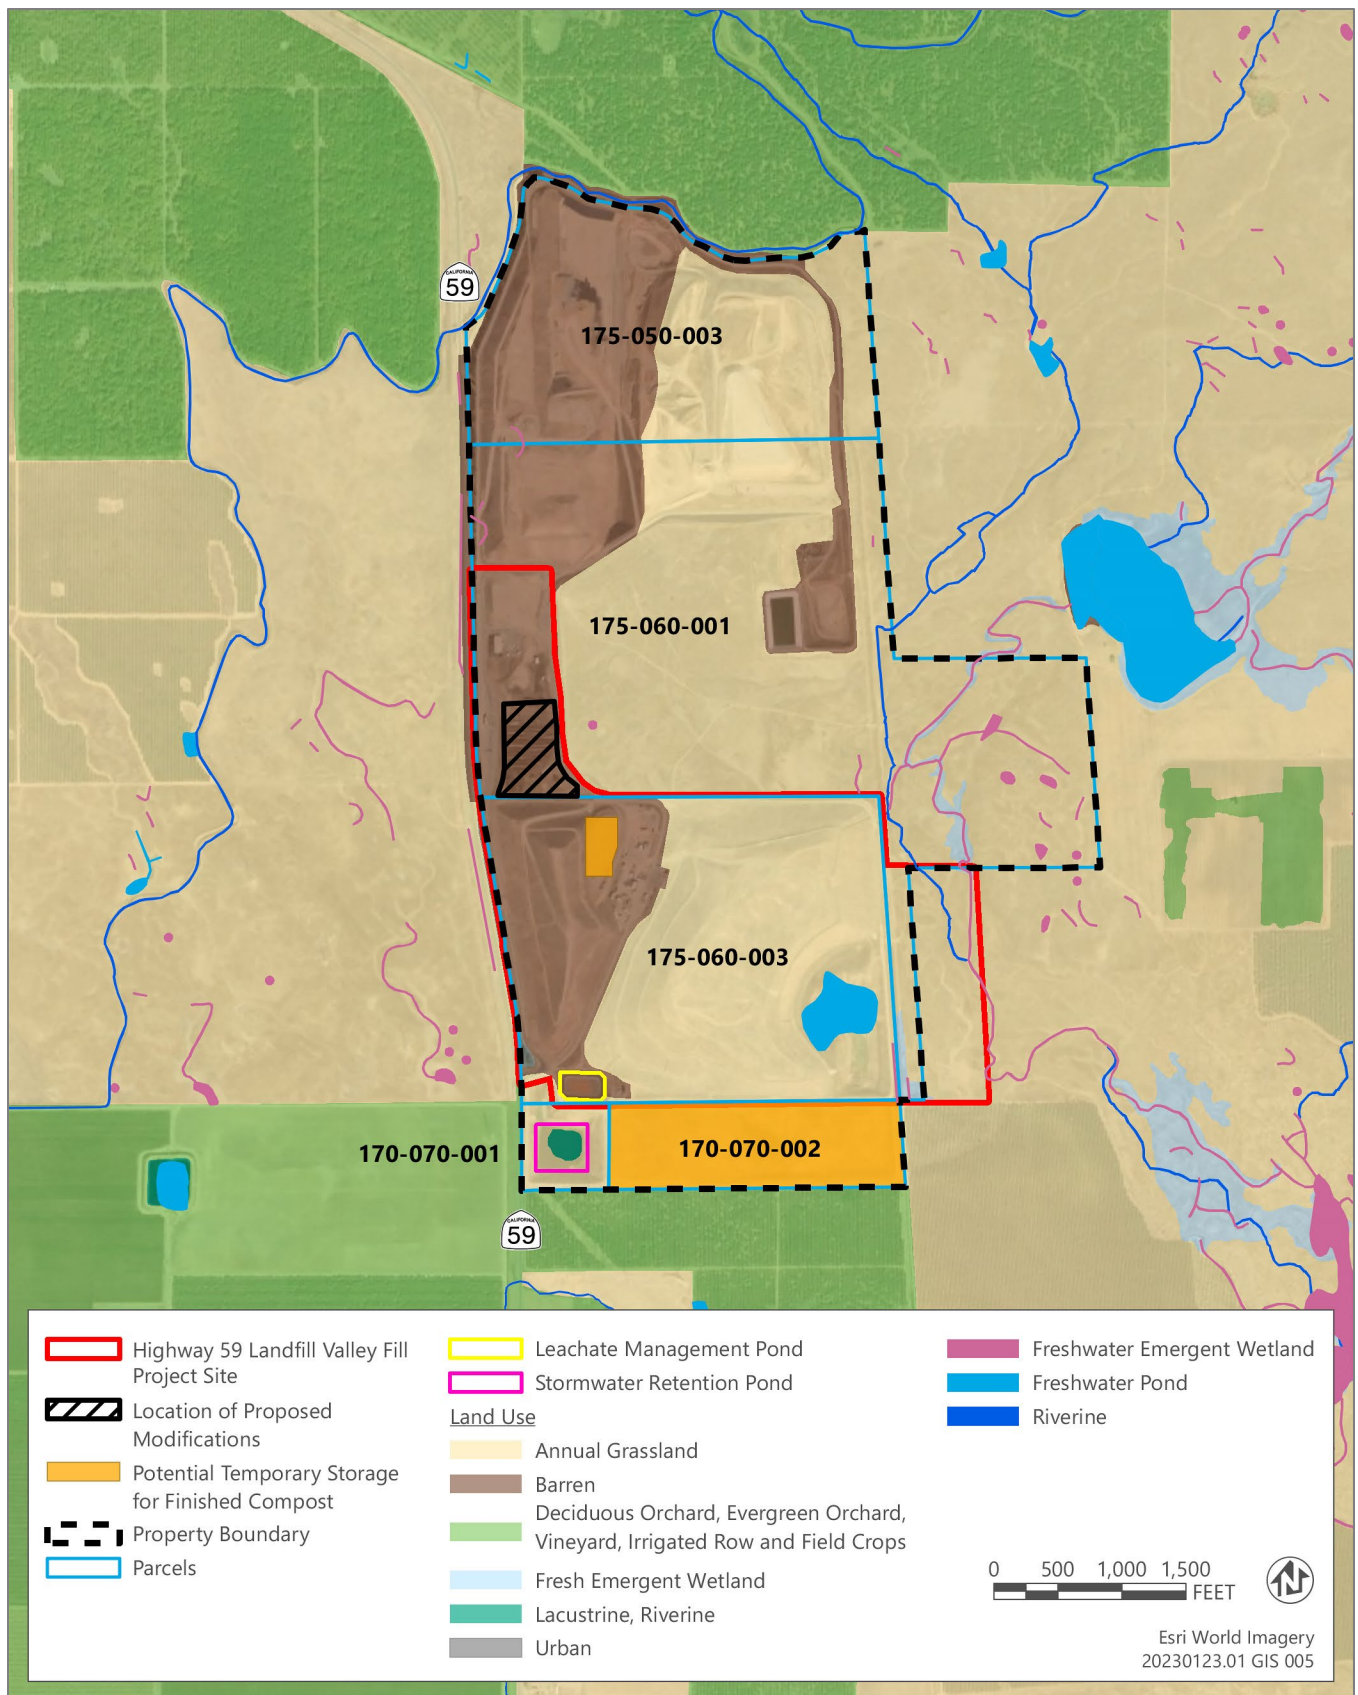 CALIFORNIA
59
175-050-003
175-060-001
175-060-003
170-070-001
170-070-002
CALIFORNIA
59
Highway 59 Landfill Valley Fill
Project Site
Location of Proposed
Modifications
Potential Temporary Storage
for Finished Compost
Property Boundary
Parcels
Leachate Management Pond
Stormwater Retention Pond
Land Use
Annual Grassland
Barren
Deciduous Orchard, Evergreen Orchard,
Vineyard, Irrigated Row and Field Crops
Fresh Emergent Wetland
Lacustrine, Riverine
Urban
Freshwater Emergent Wetland
Freshwater Pond
Riverine
0 500 1,000 1,500
FEET
N
Esri World Imagery
20230123.01 GIS 005